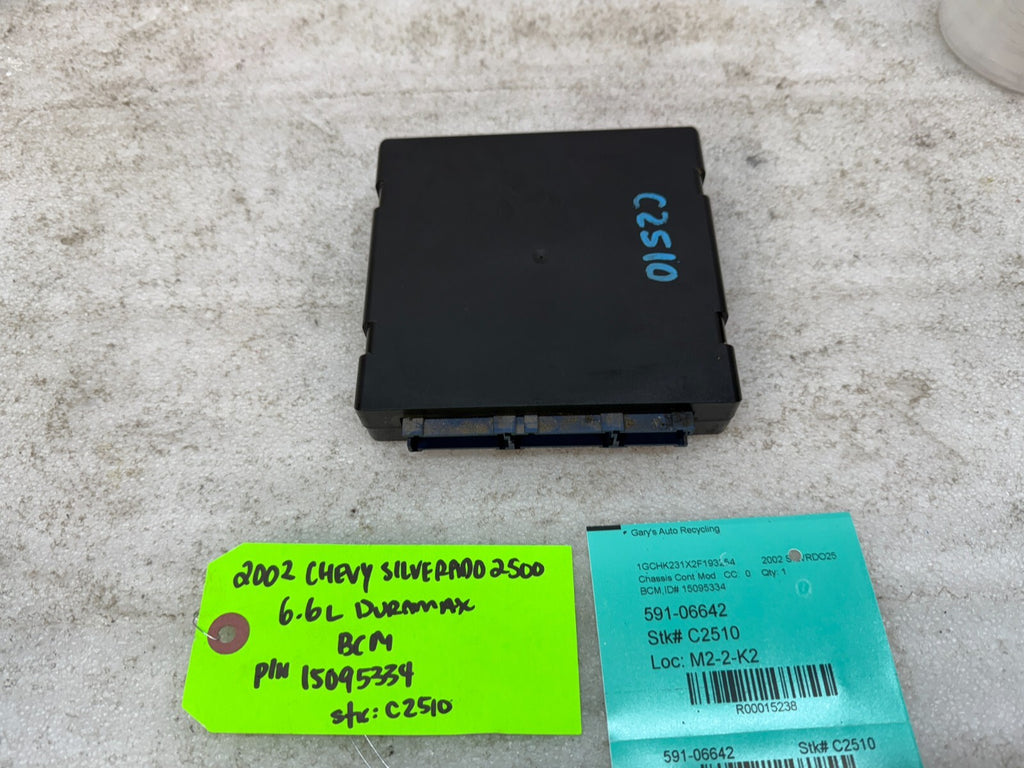 C2510
2002 CHEVY SILVERADO 2500
6.6L DURAMAX
BCM
P/N 15095334
stk: C2510
Gary's Auto Recycling
2002
Chassis Cont Mod CC: 0 Qty: 1
BCM,ID# 15095334
591-06642
Stk# C2510
Loc: M2-2-K2
R00015238
591-06642 Stk# C2510